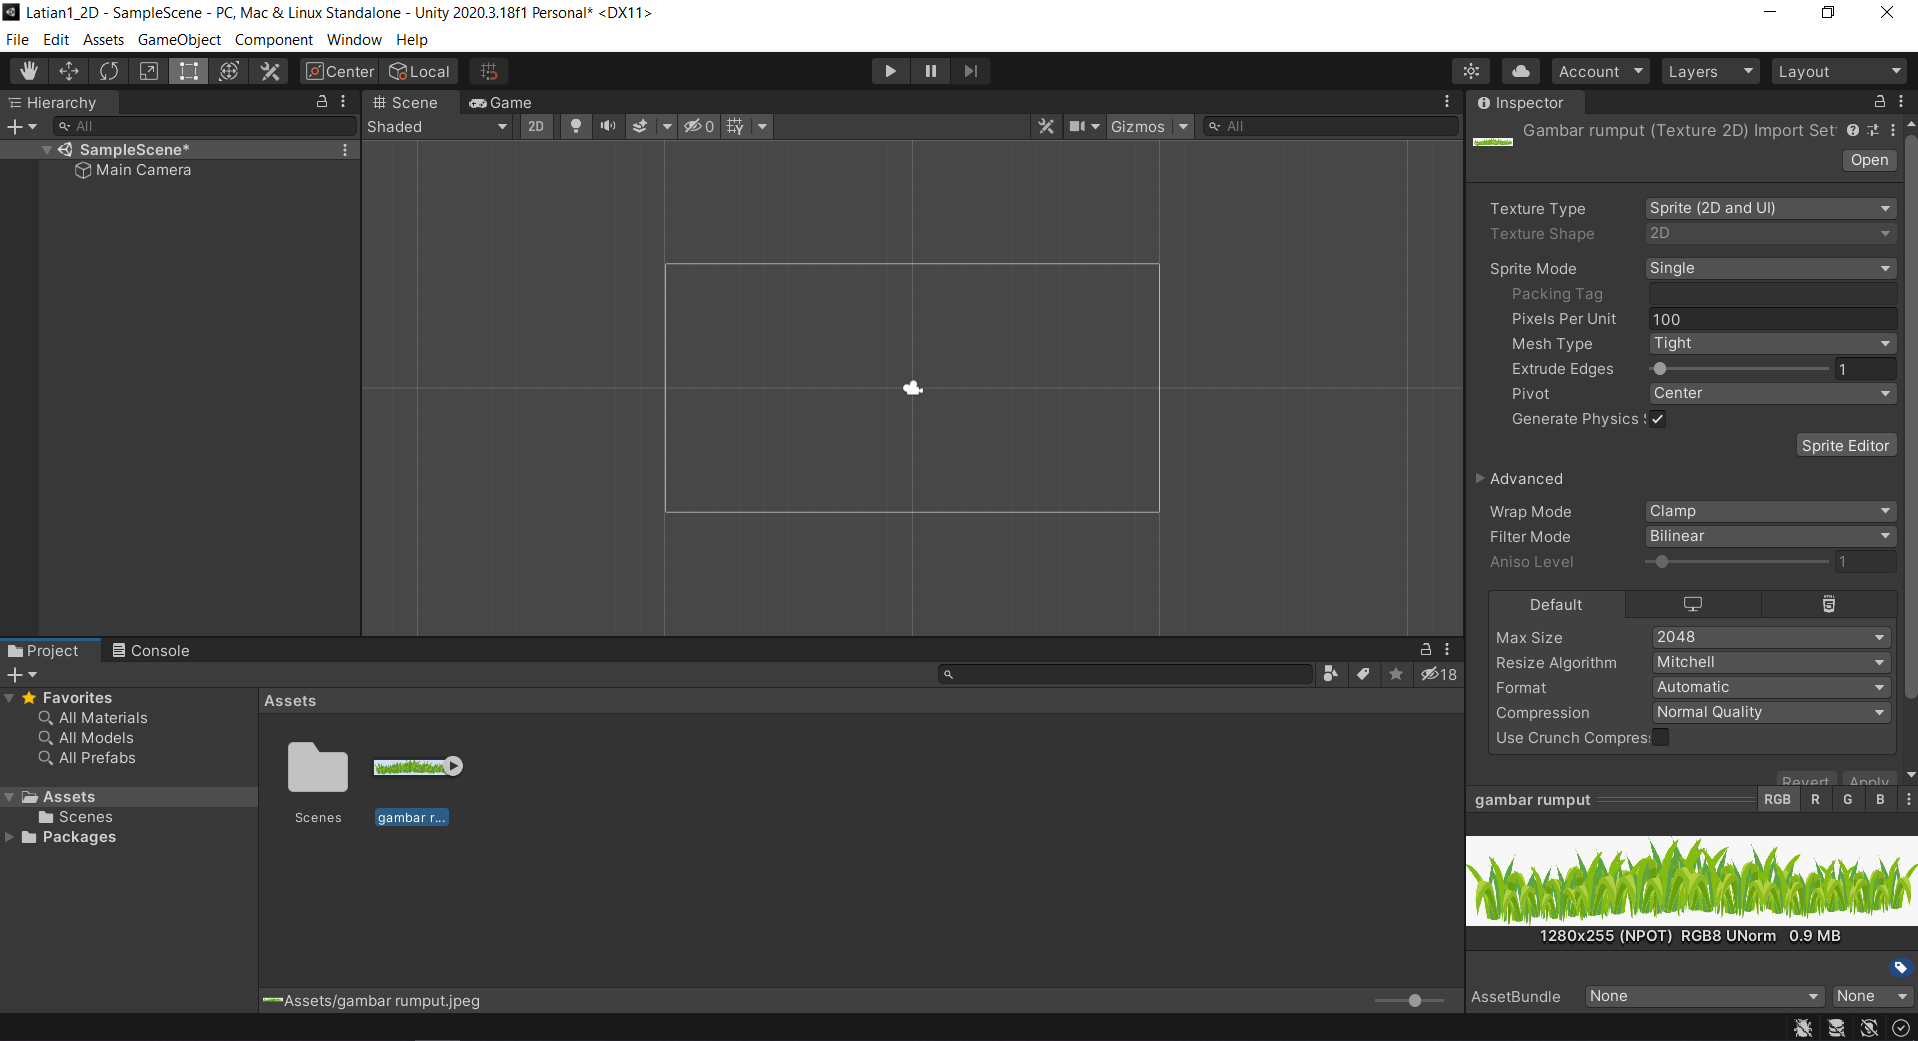 Latian1_2D - SampleScene - PC, Mac & Linux Standalone - Unity 2020.3.18f1 Personal* <DX11>
File Edit Assets GameObject Component Window Help
Center Local Account Layers Layout
Hierarchy
All
SampleScene*
Main Camera
Scene Game
Shaded 2D 0 Gizmos All
Inspector
Gambar rumput (Texture 2D) Import Set
Open
Texture Type Sprite (2D and UI)
Texture Shape 2D
Sprite Mode Single
Packing Tag
Pixels Per Unit 100
Mesh Type Tight
Extrude Edges 1
Pivot Center
Generate Physics S
Sprite Editor
Advanced
Wrap Mode Clamp
Filter Mode Bilinear
Aniso Level 1
Default
Max Size 2048
Resize Algorithm Mitchell
Format Automatic
Compression Normal Quality
Use Crunch Compres
Revert Apply
gambar rumput RGB R G B
1280x255 (NPOT) RGB8 UNorm 0.9 MB
AssetBundle None None
Project Console
18
Favorites
All Materials
All Models
All Prefabs
Assets
Scenes
Packages
Assets
Scenes gambar r...
Assets/gambar rumput.jpeg